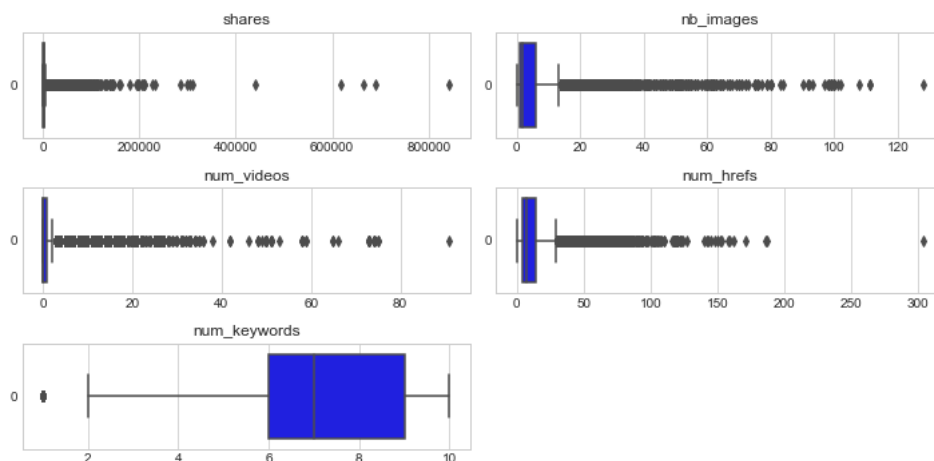 shares
0
0 200000 400000 600000 800000
nb_images
0
0 20 40 60 80 100 120
num_videos
0
0 20 40 60 80
num_hrefs
0
0 50 100 150 200 250 300
num_keywords
0
2 4 6 8 10